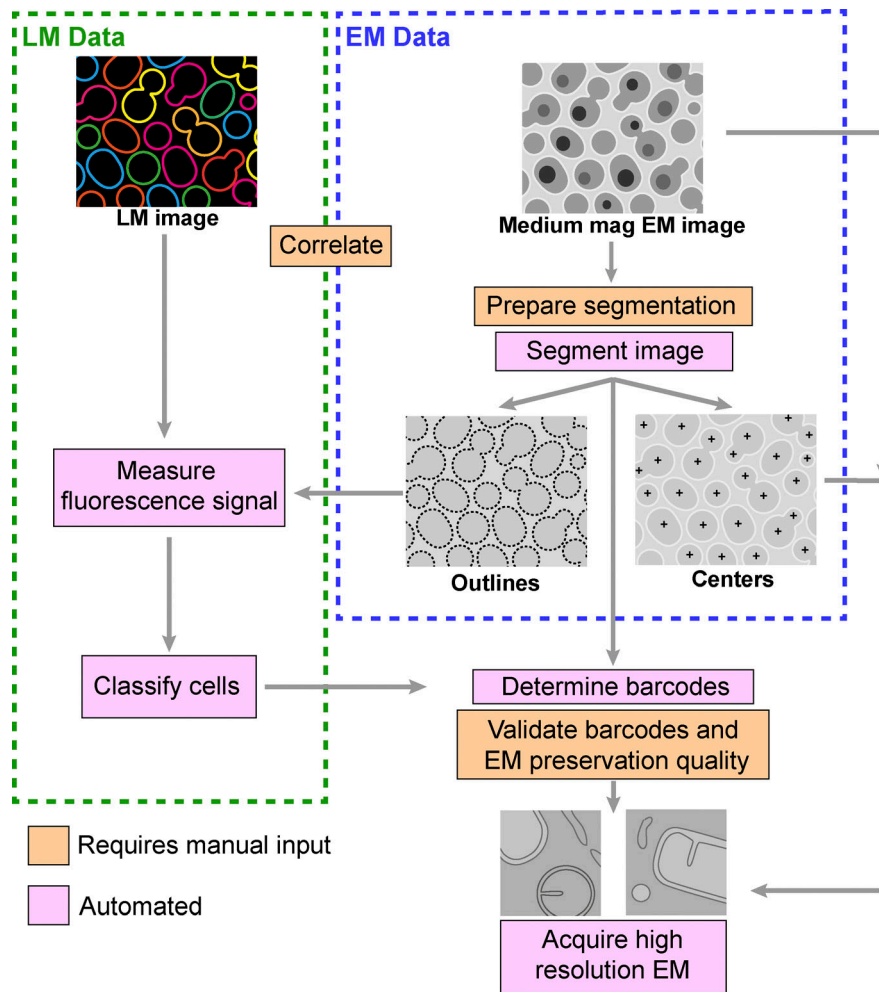 LM Data
EM Data
LM image
Medium mag EM image
Correlate
Prepare segmentation
Segment image
Measure
fluorescence signal
Outlines
Centers
Classify cells
Determine barcodes
Validate barcodes and
EM preservation quality
Requires manual input
Automated
Acquire high
resolution EM